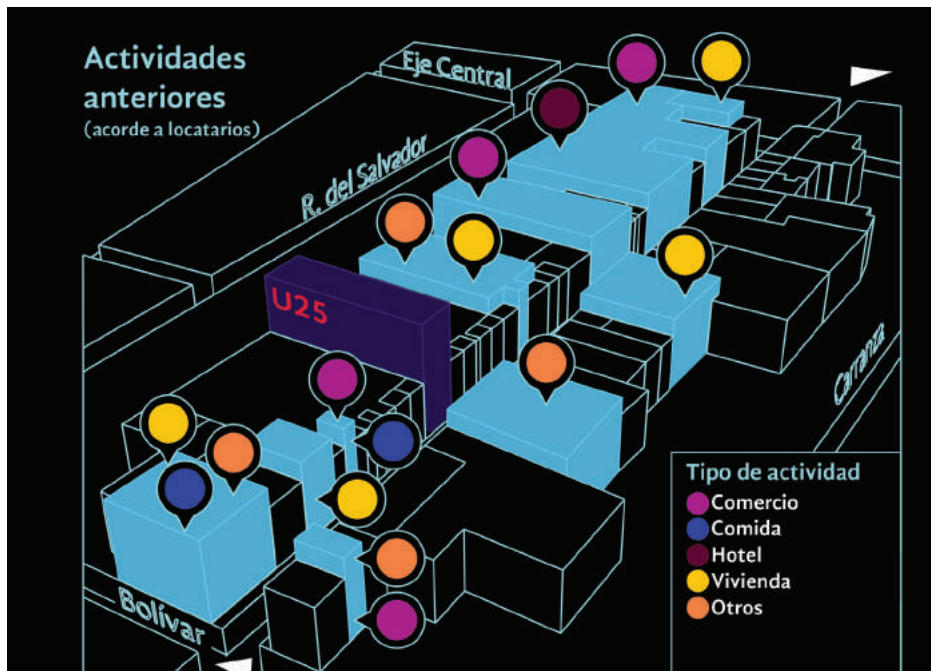 Actividades
anteriores
(acorde a locatarios)
Eje Central
R. del Salvador
U25
Carranza
Bolívar
Tipo de actividad
Comercio
Comida
Hotel
Vivienda
Otros